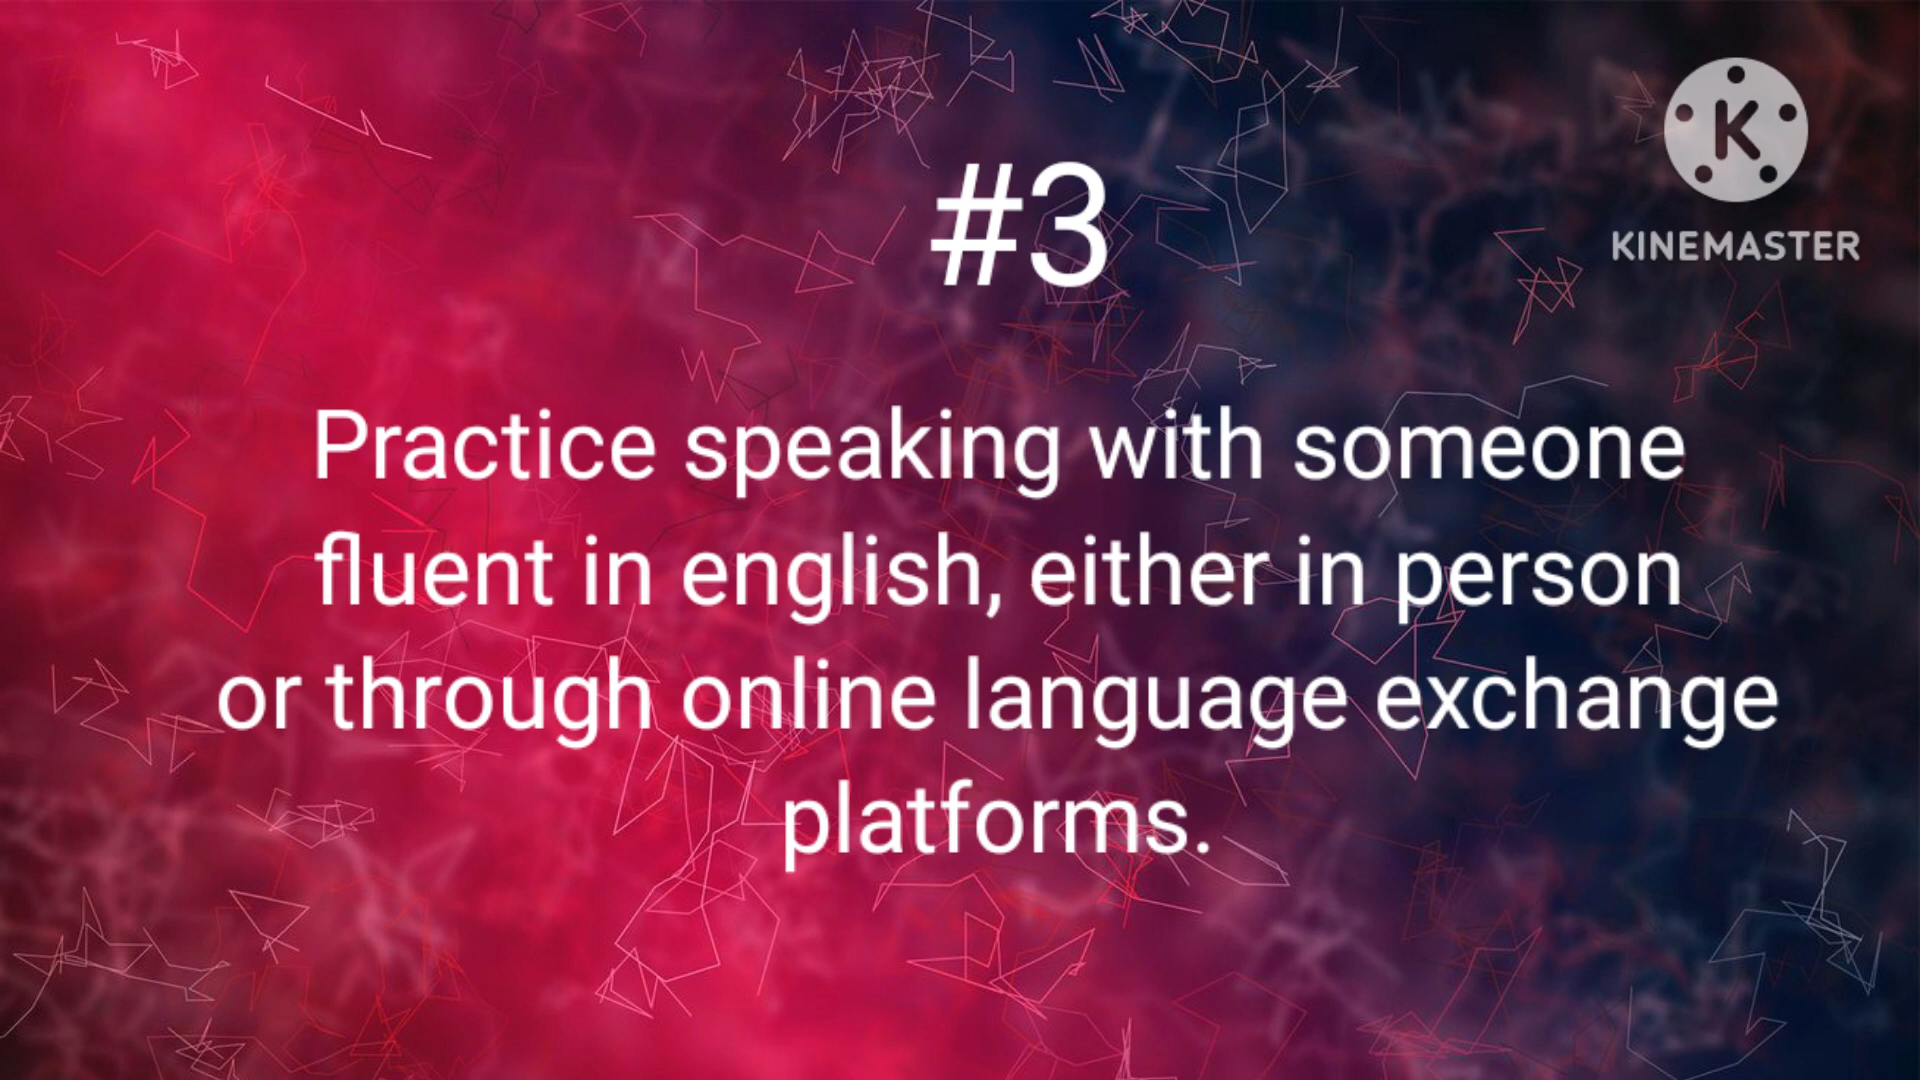 K
KINEMASTER
#3
Practice speaking with someone
fluent in english, either in person
or through online language exchange
platforms.